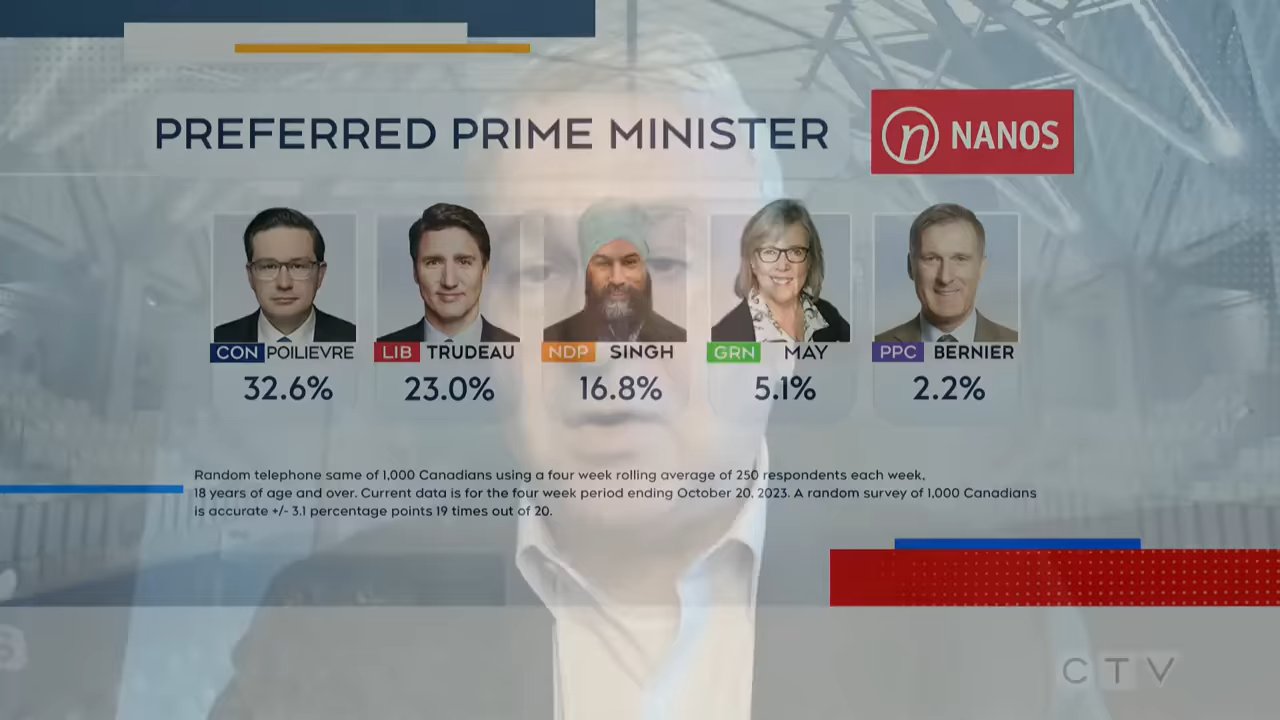 PREFERRED PRIME MINISTER
n NANOS
CON POILIEVRE LIB TRUDEAU NDP SINGH GRN MAY PPC BERNIER
32.6% 23.0% 16.8% 5.1% 2.2%
Random telephone same of 1,000 Canadians using a four week rolling average of 250 respondents each week,
18 years of age and over. Current data is for the four week period ending October 20, 2023. A random survey of 1,000 Canadians
is accurate +/- 3.1 percentage points 19 times out of 20.
CTV